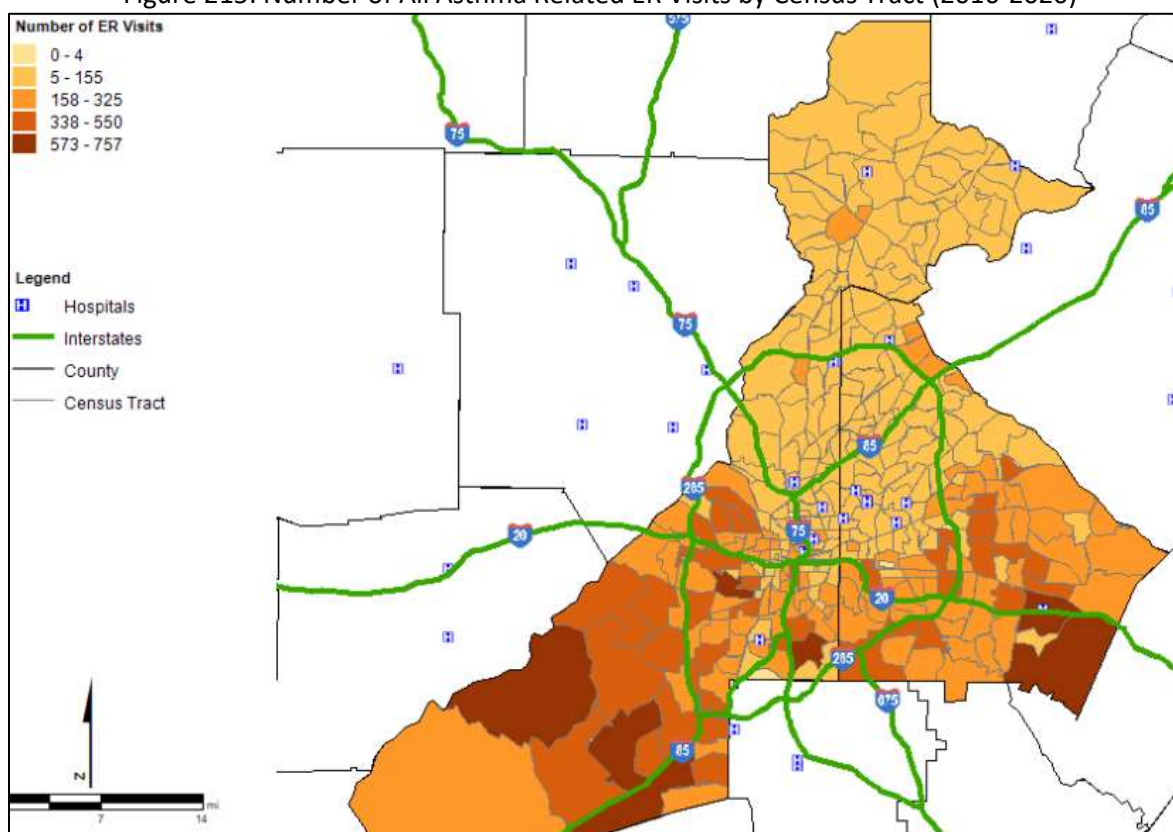 Figure 215. Number of All Asthma Related ER Visits by Census Tract (2016-2020)
Number of ER Visits
0 - 4
5 - 155
158 - 325
338 - 550
573 - 757
Legend
H Hospitals
Interstates
County
Census Tract
575
75
85
75
85
285
20
75
20
285
675
85
N
mi
7
14